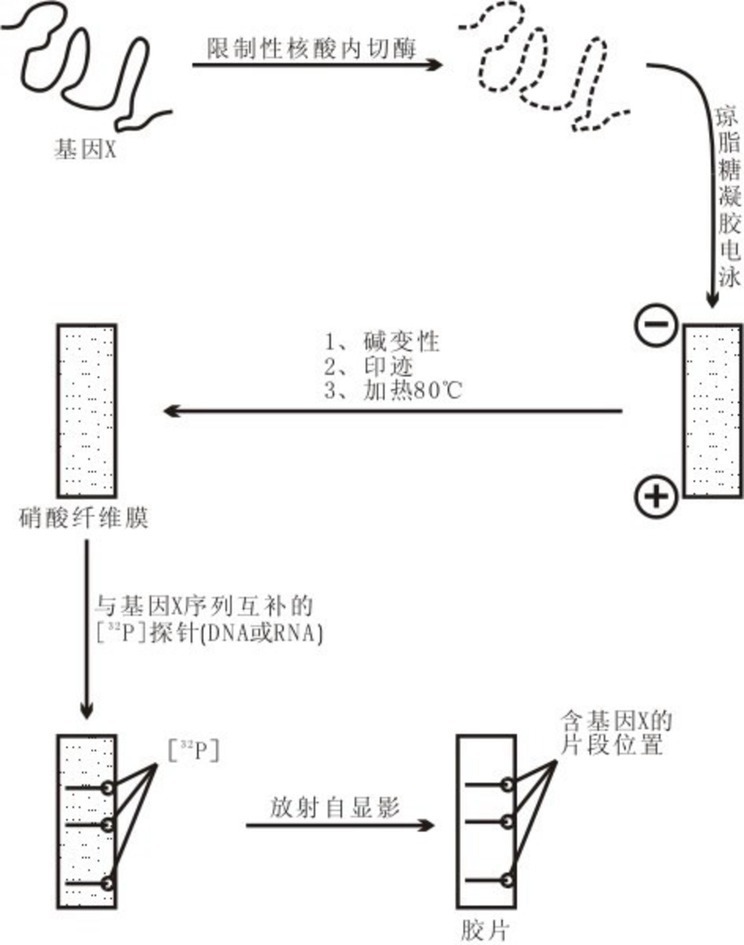 限制性核酸内切酶
基因X
琼脂糖凝胶电泳
1、碱变性
2、印迹
3、加热80℃
−
+
硝酸纤维膜
与基因X序列互补的
[³²P]探针(DNA或RNA)
[³²P]
含基因X的
片段位置
放射自显影
胶片